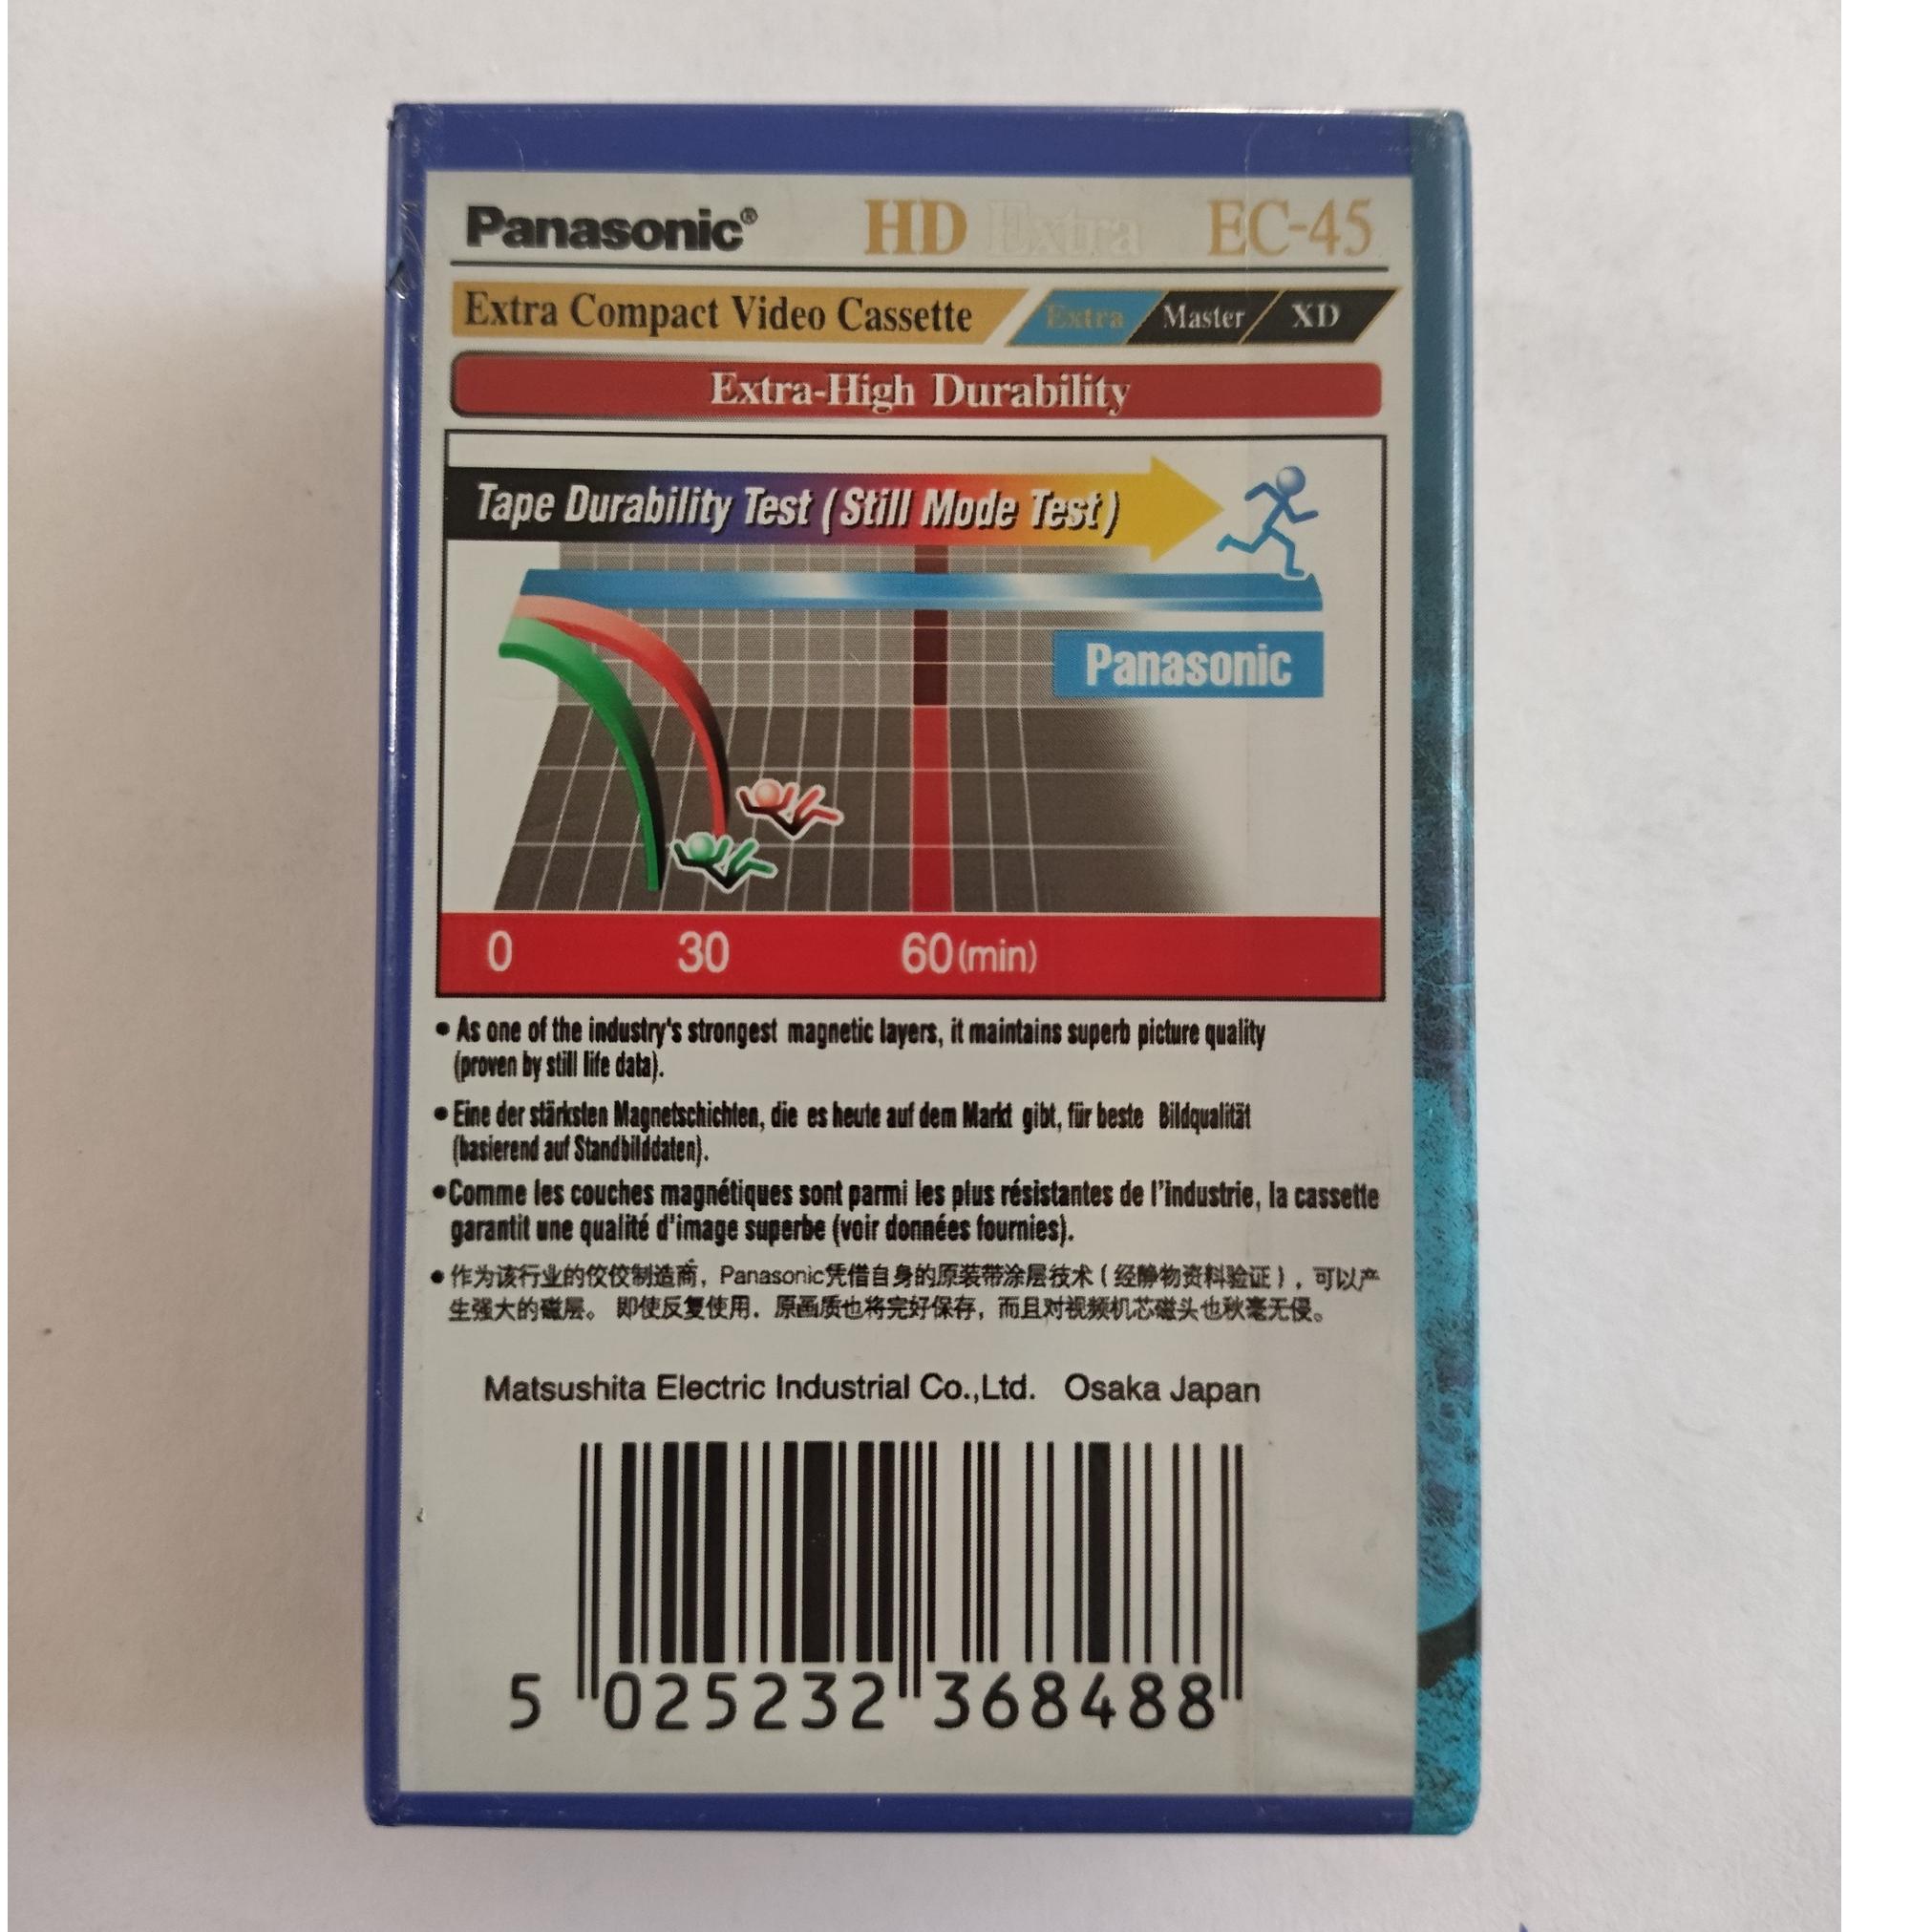 Panasonic® HD Extra EC-45
Extra Compact Video Cassette Extra Master XD
Extra-High Durability
Tape Durability Test (Still Mode Test)
Panasonic
0 30 60 (min)
• As one of the industry's strongest magnetic layers, it maintains superb picture quality
(proven by still life data).
• Eine der stärksten Magnetschichten, die es heute auf dem Markt gibt, für beste Bildqualität
(basierend auf Standbilddaten).
• Comme les couches magnétiques sont parmi les plus résistantes de l'industrie, la cassette
garantit une qualité d'image superbe (voir données fournies).
• 作为该行业的佼佼制造商，Panasonic凭借自身的原装带涂层技术（经静物资料验证），可以产
生强大的磁层。 即使反复使用．原画质也将完好保存，而且对视频机芯磁头也秋毫无侵。
Matsushita Electric Industrial Co.,Ltd. Osaka Japan
5 025232 368488